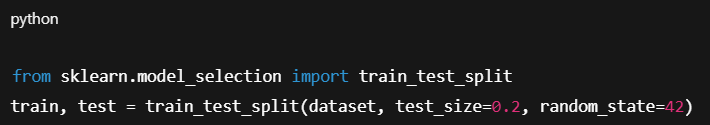 python
from sklearn.model_selection import train_test_split
train, test = train_test_split(dataset, test_size=0.2, random_state=42)